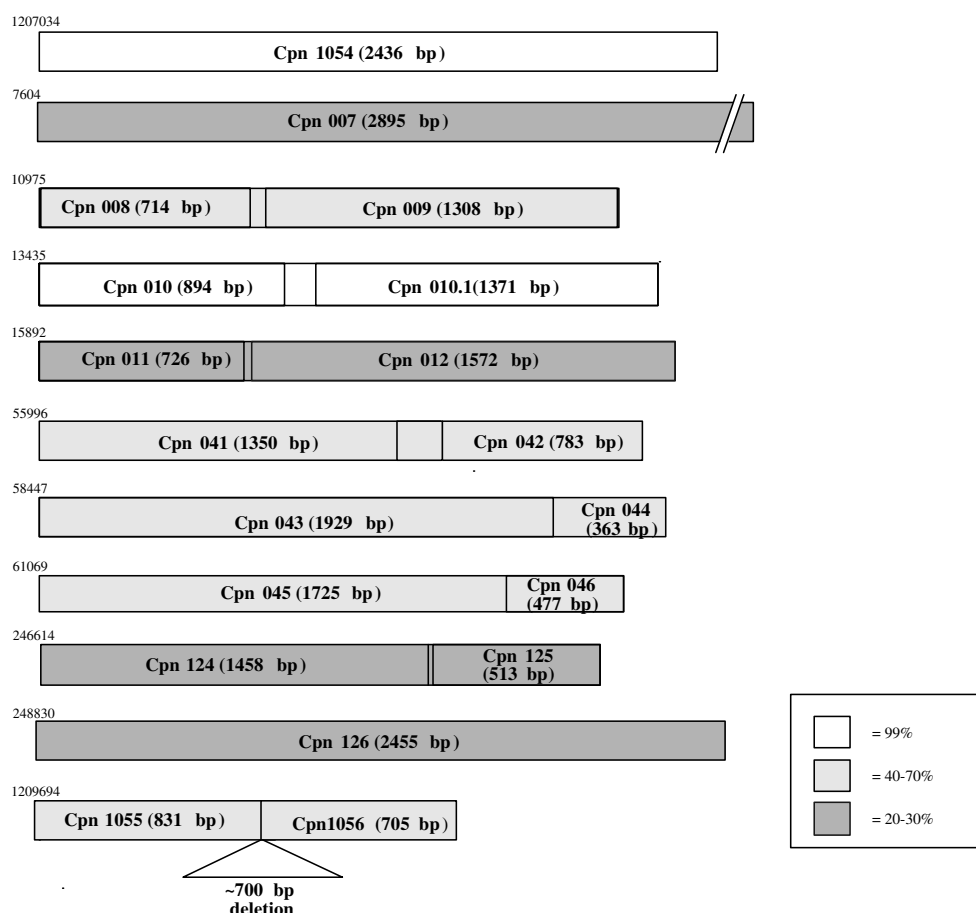 1207034
Cpn 1054 (2436 bp)
7604
Cpn 007 (2895 bp)
10975
Cpn 008 (714 bp) Cpn 009 (1308 bp)
13435
Cpn 010 (894 bp) Cpn 010.1(1371 bp)
15892
Cpn 011 (726 bp) Cpn 012 (1572 bp)
55996
Cpn 041 (1350 bp) Cpn 042 (783 bp)
58447
Cpn 043 (1929 bp) Cpn 044
(363 bp)
61069
Cpn 045 (1725 bp) Cpn 046
(477 bp)
246614
Cpn 124 (1458 bp) Cpn 125
(513 bp)
248830
Cpn 126 (2455 bp)
1209694
Cpn 1055 (831 bp) Cpn1056 (705 bp)
~700 bp
deletion
= 99%
= 40-70%
= 20-30%